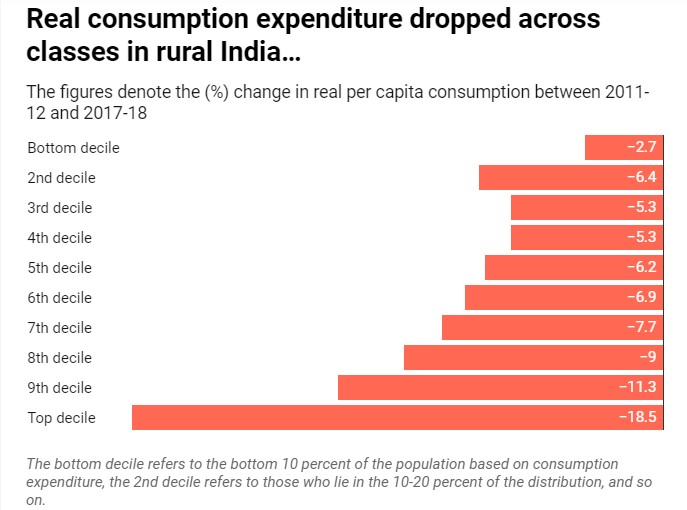 Real consumption expenditure dropped across
classes in rural India...
The figures denote the (%) change in real per capita consumption between 2011-
12 and 2017-18
Bottom decile −2.7
2nd decile −6.4
3rd decile −5.3
4th decile −5.3
5th decile −6.2
6th decile −6.9
7th decile −7.7
8th decile −9
9th decile −11.3
Top decile −18.5
The bottom decile refers to the bottom 10 percent of the population based on consumption
expenditure, the 2nd decile refers to those who lie in the 10-20 percent of the distribution, and so
on.